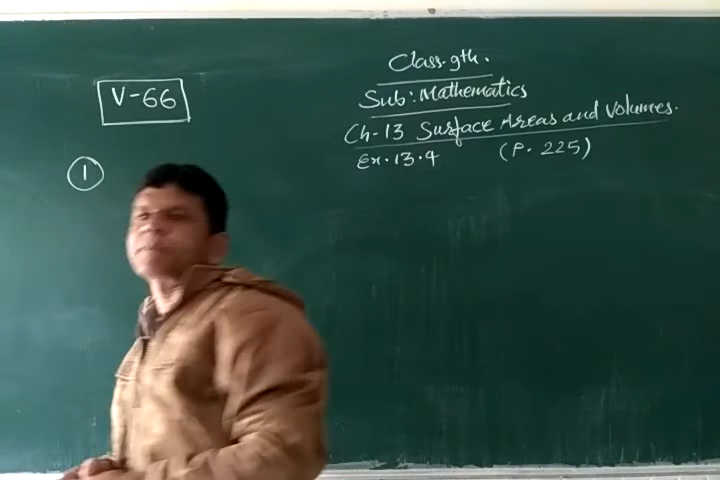 Class-9th.
V-66
Sub: Mathematics
Ch-13 Surface Areas and Volumes.
Ex. 13.4 (P. 225)
1